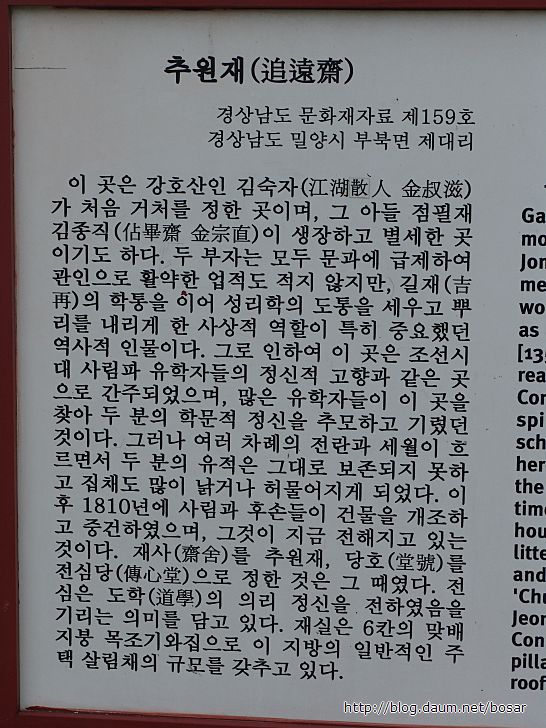 추원재(追遠齋)
경상남도 문화재자료 제159호
경상남도 밀양시 부북면 제대리
이 곳은 강호산인 김숙자(江湖散人 金叔滋)
가 처음 거처를 정한 곳이며, 그 아들 점필재
김종직(佔畢齋 金宗直)이 생장하고 별세한 곳
이기도 하다. 두 부자는 모두 문과에 급제하여
관인으로 활약한 업적도 적지 않지만, 길재(吉
再)의 학통을 이어 성리학의 도통을 세우고 뿌
리를 내리게 한 사상적 역할이 특히 중요했던
역사적 인물이다. 그로 인하여 이 곳은 조선시
대 사림파 유학자들의 정신적 고향과 같은 곳
으로 간주되었으며, 많은 유학자들이 이 곳을
찾아 두 분의 학문적 정신을 추모하고 기렸던
것이다. 그러나 여러 차례의 전란과 세월이 흐
르면서 두 분의 유적은 그대로 보존되지 못하
고 집채도 많이 낡거나 허물어지게 되었다. 이
후 1810년에 사림과 후손들이 건물을 개조하
고 중건하였으며, 그것이 지금 전해지고 있는
것이다. 재사(齋舍)를 추원재, 당호(堂號)를
전심당(傳心堂)으로 정한 것은 그 때였다. 전
심은 도학(道學)의 의리 정신을 전하였음을
기리는 의미를 담고 있다. 재실은 6칸의 맞배
지붕 목조기와집으로 이 지방의 일반적인 주
택 살림채의 규모를 갖추고 있다.
Ga
mo
Jon
me
wo
as
[13
rea
Con
spi
sch
her
the
time
hou
litte
and
'Chu
Jeon
Con
pilla
roof
http://blog.daum.net/bosar